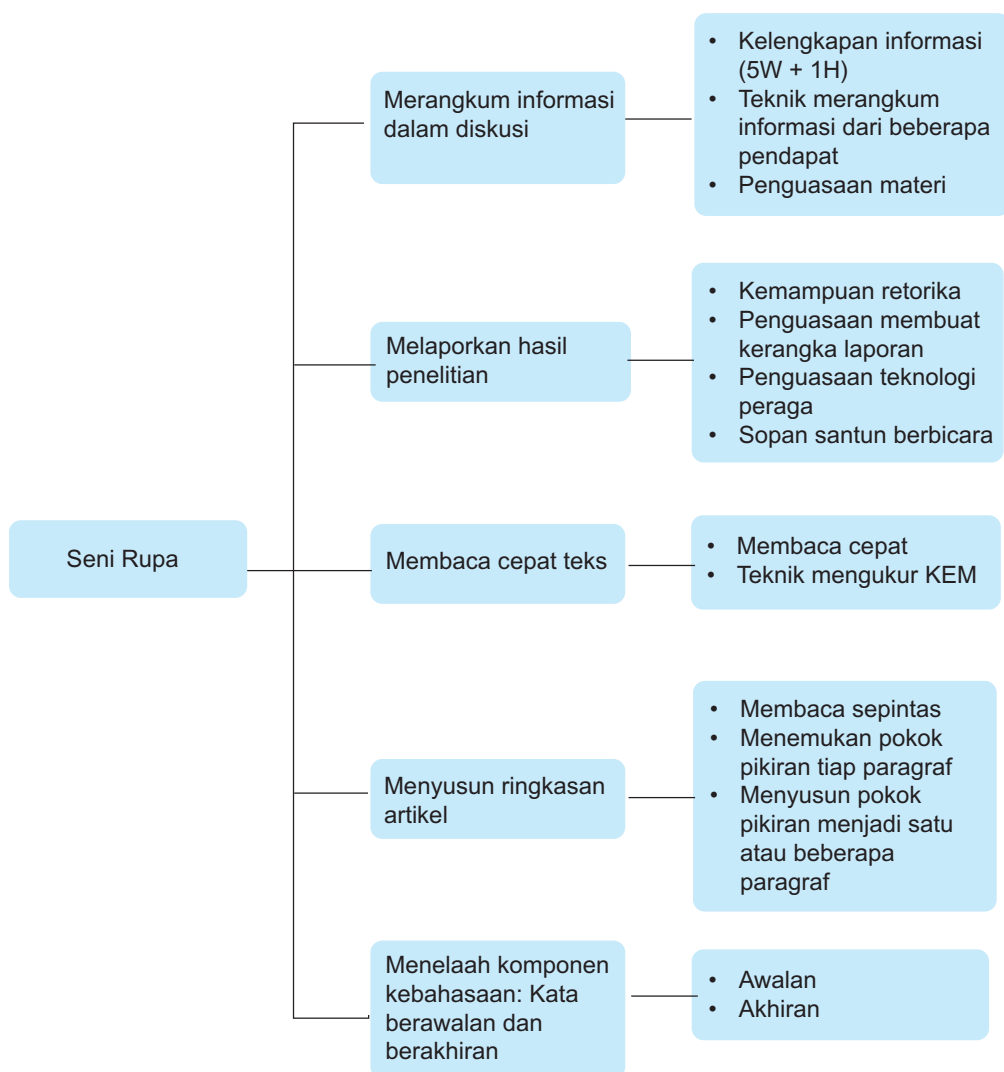 Seni Rupa
Merangkum informasi
dalam diskusi
• Kelengkapan informasi
(5W + 1H)
• Teknik merangkum
informasi dari beberapa
pendapat
• Penguasaan materi
Melaporkan hasil
penelitian
• Kemampuan retorika
• Penguasaan membuat
kerangka laporan
• Penguasaan teknologi
peraga
• Sopan santun berbicara
Membaca cepat teks
• Membaca cepat
• Teknik mengukur KEM
Menyusun ringkasan
artikel
• Membaca sepintas
• Menemukan pokok
pikiran tiap paragraf
• Menyusun pokok
pikiran menjadi satu
atau beberapa
paragraf
Menelaah komponen
kebahasaan: Kata
berawalan dan
berakhiran
• Awalan
• Akhiran